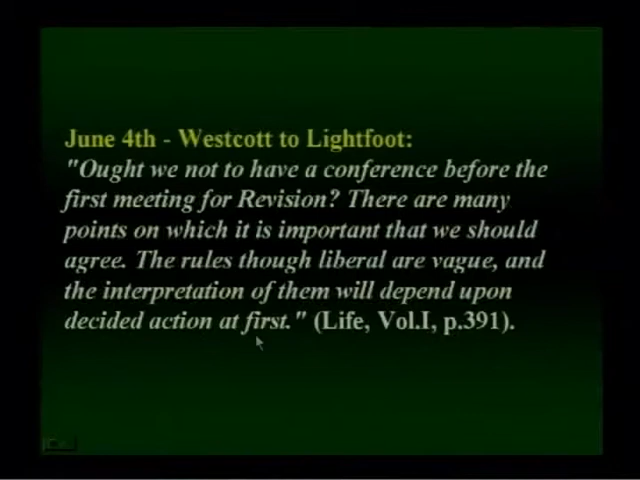 June 4th - Westcott to Lightfoot:
"Ought we not to have a conference before the
first meeting for Revision? There are many
points on which it is important that we should
agree. The rules though liberal are vague, and
the interpretation of them will depend upon
decided action at first." (Life, Vol.I, p.391).